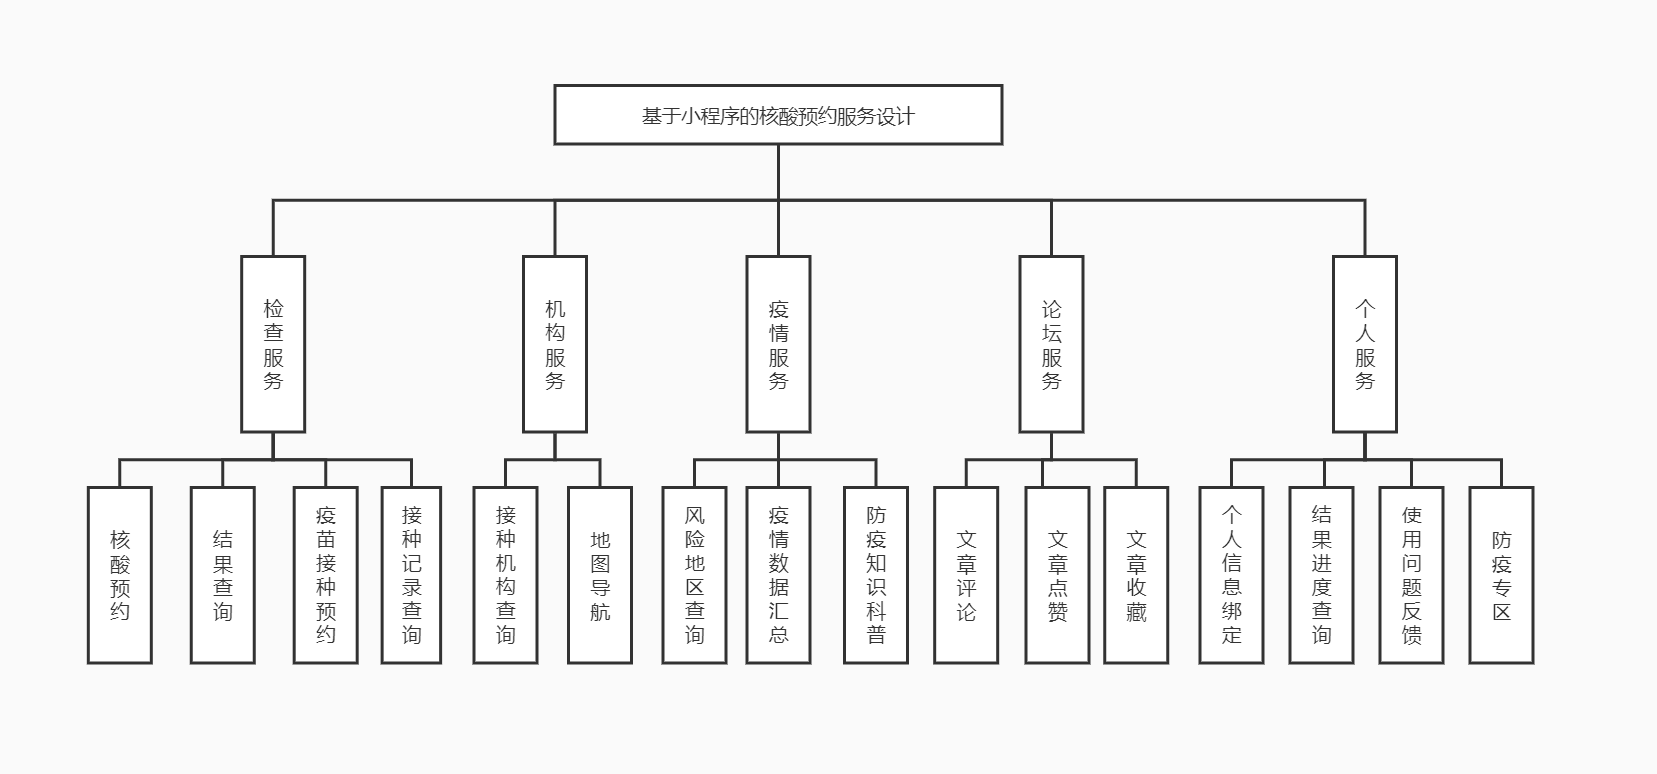 基于小程序的核酸预约服务设计
检查服务
机构服务
疫情服务
论坛服务
个人服务
核酸预约
结果查询
疫苗接种预约
接种记录查询
接种机构查询
地图导航
风险地区查询
疫情数据汇总
防疫知识科普
文章评论
文章点赞
文章收藏
个人信息绑定
结果进度查询
使用问题反馈
防疫专区